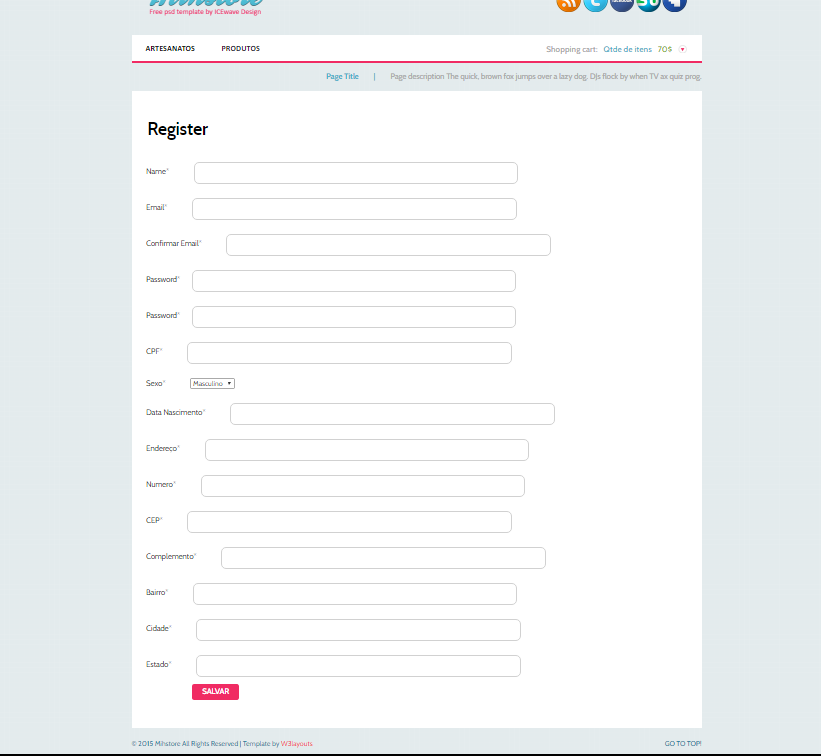 Mihstore
Free psd template by ICEwave Design
ARTESANATOS PRODUTOS Shopping cart: Qtde de itens 70$
Page Title | Page description The quick, brown fox jumps over a lazy dog. DJs flock by when TV ax quiz prog.
Register
Name*
Email*
Confirmar Email*
Password*
Password*
CPF*
Sexo* Masculino
Data Nascimento*
Endereço*
Numero*
CEP*
Complemento*
Bairro*
Cidade*
Estado*
SALVAR
© 2015 Mihstore All Rights Reserved | Template by W3layouts GO TO TOP!